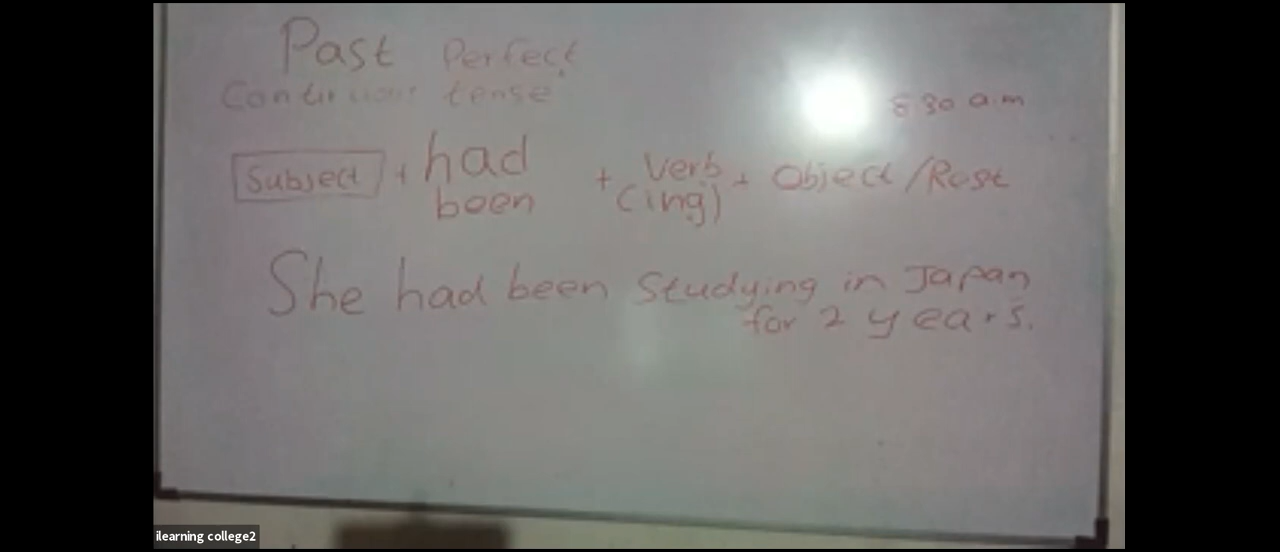 Past Perfect
Continuous tense
8 30 a.m
Subject + had been + Verb (ing) + Object/Rest
She had been studying in Japan
for 2 years.
ilearning college2